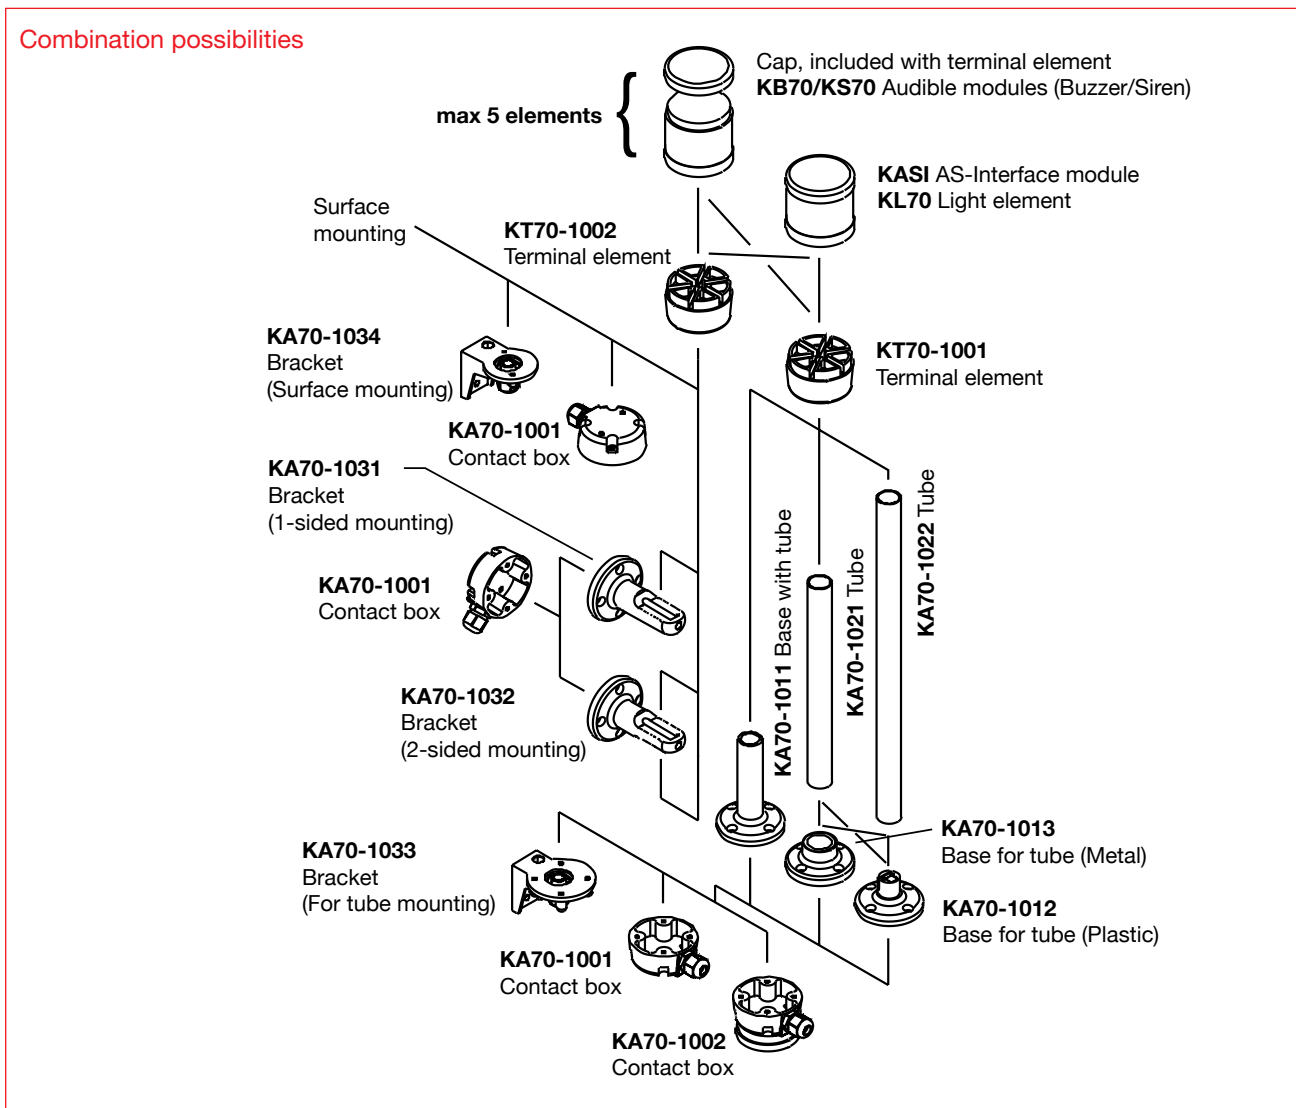 Combination possibilities
Cap, included with terminal element
KB70/KS70 Audible modules (Buzzer/Siren)
max 5 elements
KASI AS-Interface module
KL70 Light element
Surface
mounting
KT70-1002
Terminal element
KA70-1034
Bracket
(Surface mounting)
KT70-1001
Terminal element
KA70-1001
Contact box
KA70-1031
Bracket
(1-sided mounting)
KA70-1001
Contact box
KA70-1011 Base with tube
KA70-1021 Tube
KA70-1022 Tube
KA70-1032
Bracket
(2-sided mounting)
KA70-1033
Bracket
(For tube mounting)
KA70-1013
Base for tube (Metal)
KA70-1012
Base for tube (Plastic)
KA70-1001
Contact box
KA70-1002
Contact box